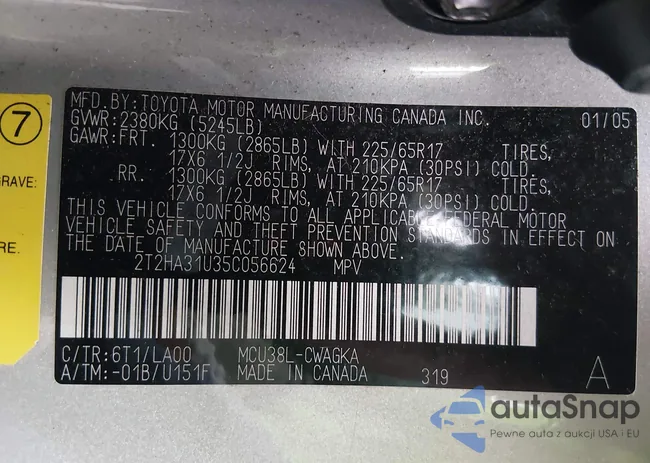 7
GRAVE:
MFD.BY:TOYOTA MOTOR MANUFACTURING CANADA INC. 01/05
GVWR:2380KG (5245LB)
GAWR:FRT. 1300KG (2865LB) WITH 225/65R17 TIRES,
17X6 1/2J RIMS, AT 210KPA (30PSI) COLD.
RR. 1300KG (2865LB) WITH 225/65R17 TIRES,
17X6 1/2J RIMS, AT 210KPA (30PSI) COLD.
THIS VEHICLE CONFORMS TO ALL APPLICABLE FEDERAL MOTOR
VEHICLE SAFETY AND THEFT PREVENTION STANDARDS IN EFFECT ON
THE DATE OF MANUFACTURE SHOWN ABOVE.
2T2HA31U35C056624 MPV
C/TR:6T1/LA00 MCU38L-CWAGKA
A/TM:-01B/U151F MADE IN CANADA 319 A
autaSnap
Pewne auta z aukcji USA i EU